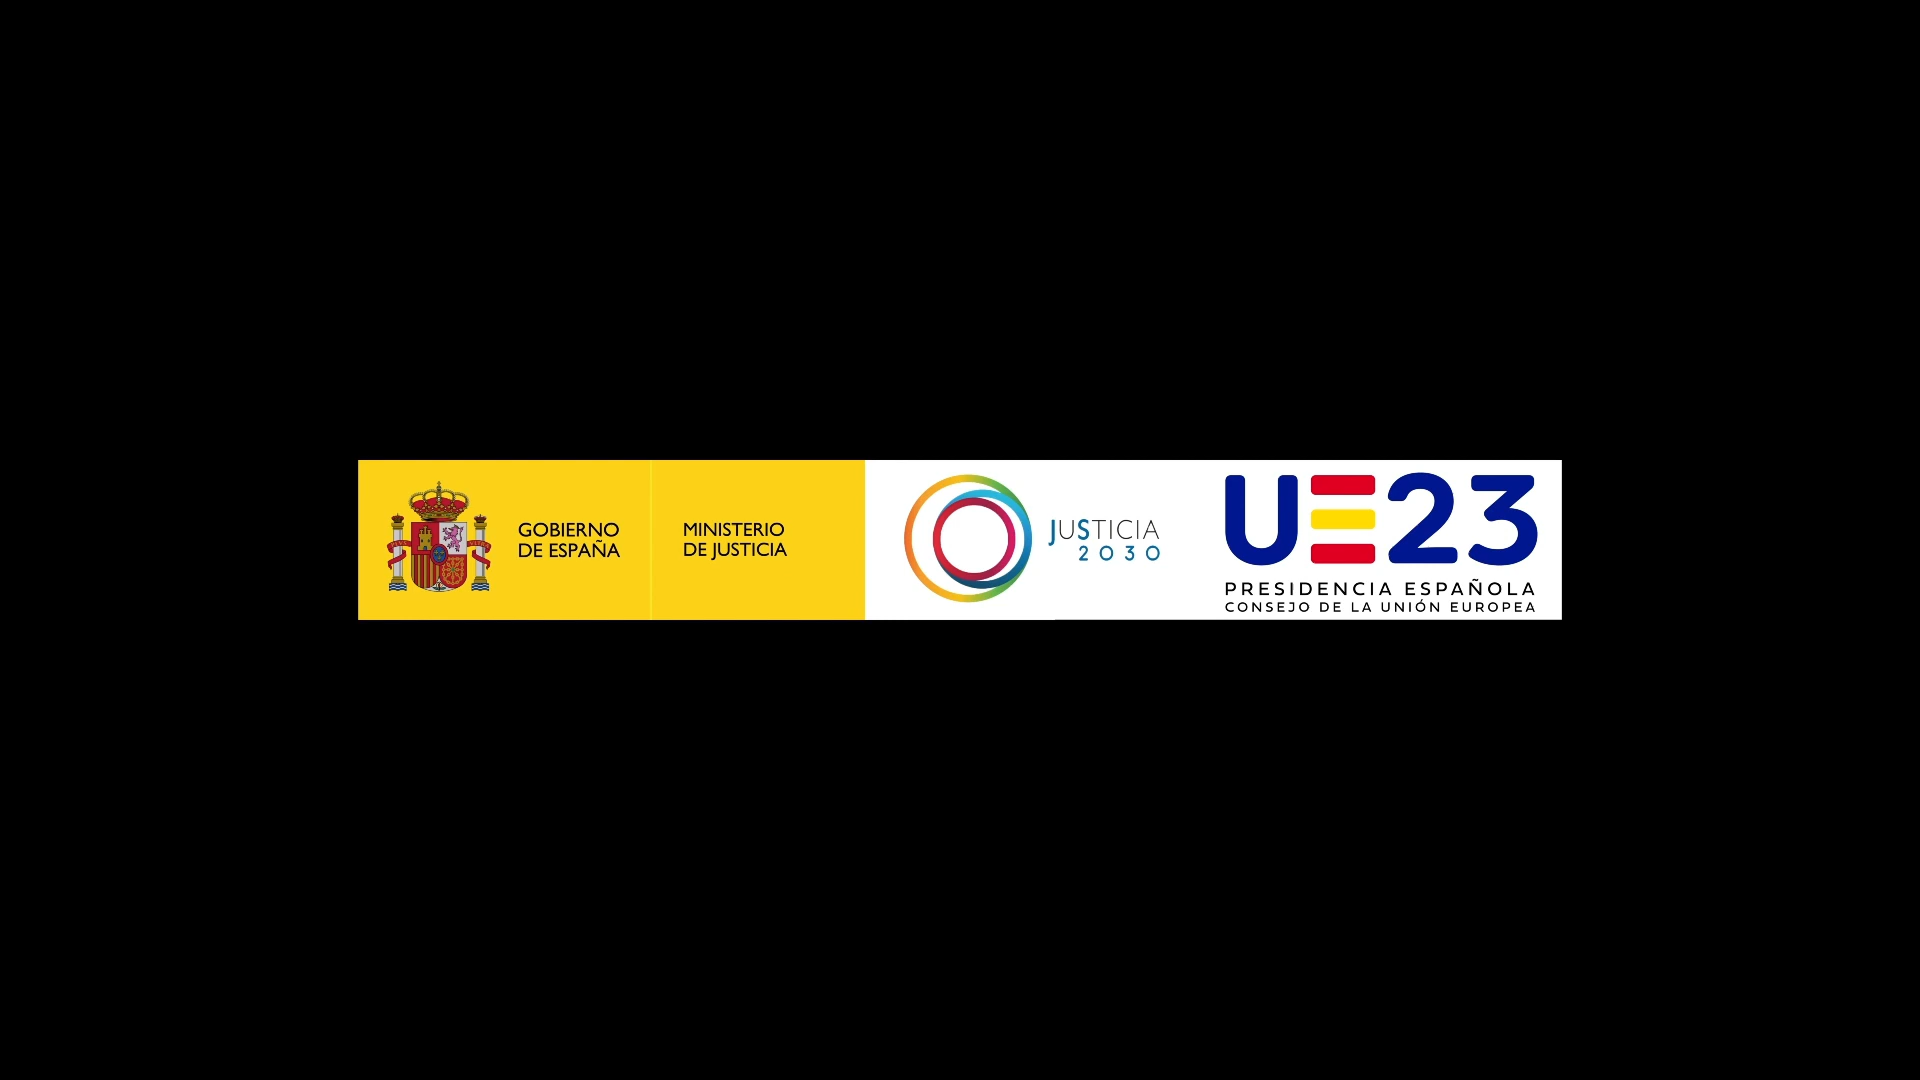 GOBIERNO
DE ESPAÑA
MINISTERIO
DE JUSTICIA
JUSTICIA
2030
UE23
PRESIDENCIA ESPAÑOLA
CONSEJO DE LA UNIÓN EUROPEA